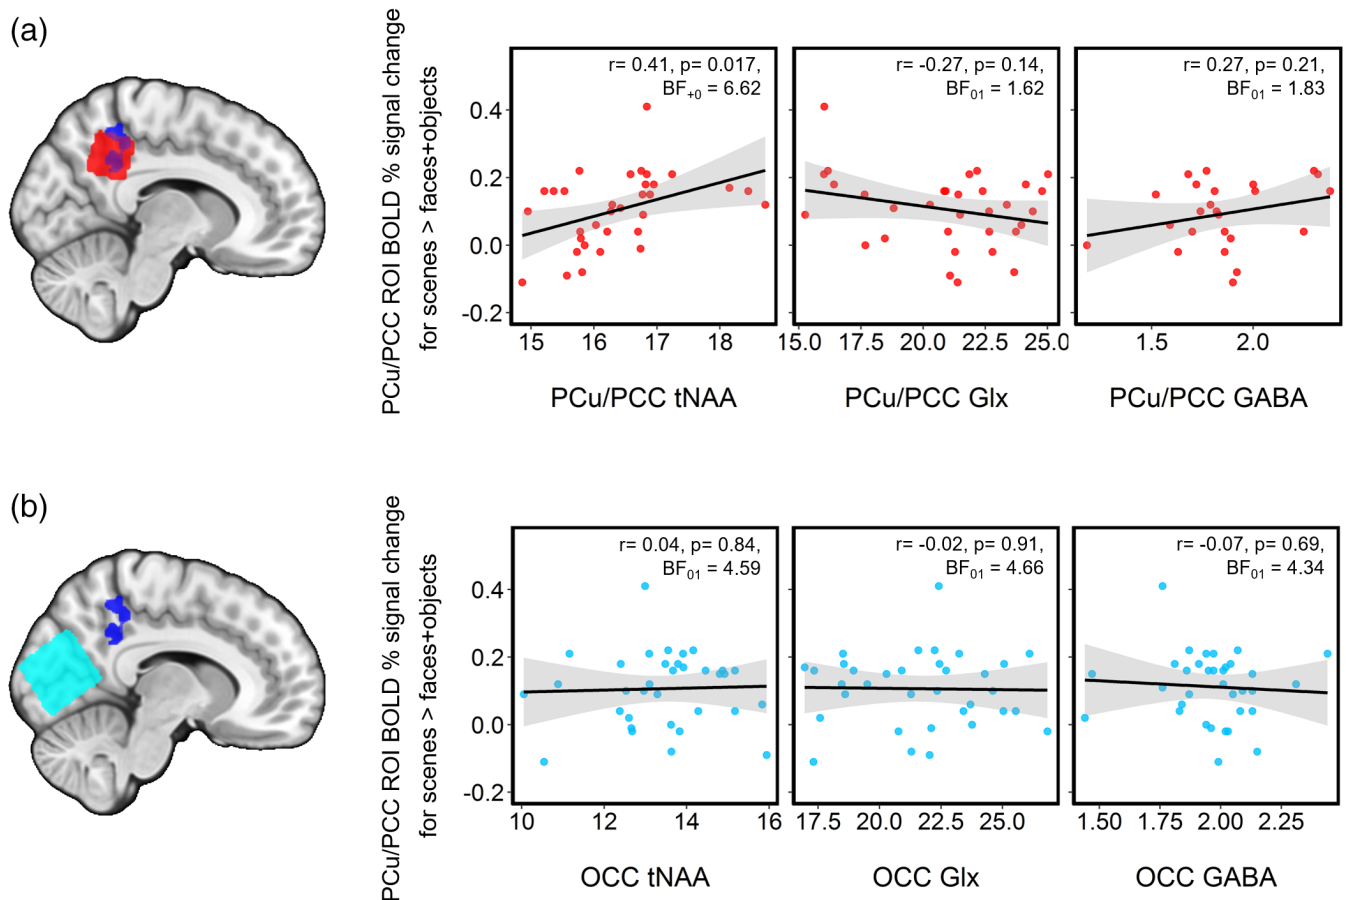 (a)
PCu/PCC ROI BOLD % signal change
for scenes > faces+objects
r= 0.41, p= 0.017,
BF+0 = 6.62
r= -0.27, p= 0.14,
BF01 = 1.62
r= 0.27, p= 0.21,
BF01 = 1.83
0.4
0.2
0.0
-0.2
15 16 17 18
15.0 17.5 20.0 22.5 25.0
1.5 2.0
PCu/PCC tNAA
PCu/PCC Glx
PCu/PCC GABA
(b)
PCu/PCC ROI BOLD % signal change
for scenes > faces+objects
r= 0.04, p= 0.84,
BF01 = 4.59
r= -0.02, p= 0.91,
BF01 = 4.66
r= -0.07, p= 0.69,
BF01 = 4.34
0.4
0.2
0.0
-0.2
10 12 14 16
17.5 20.0 22.5 25.0
1.50 1.75 2.00 2.25
OCC tNAA
OCC Glx
OCC GABA